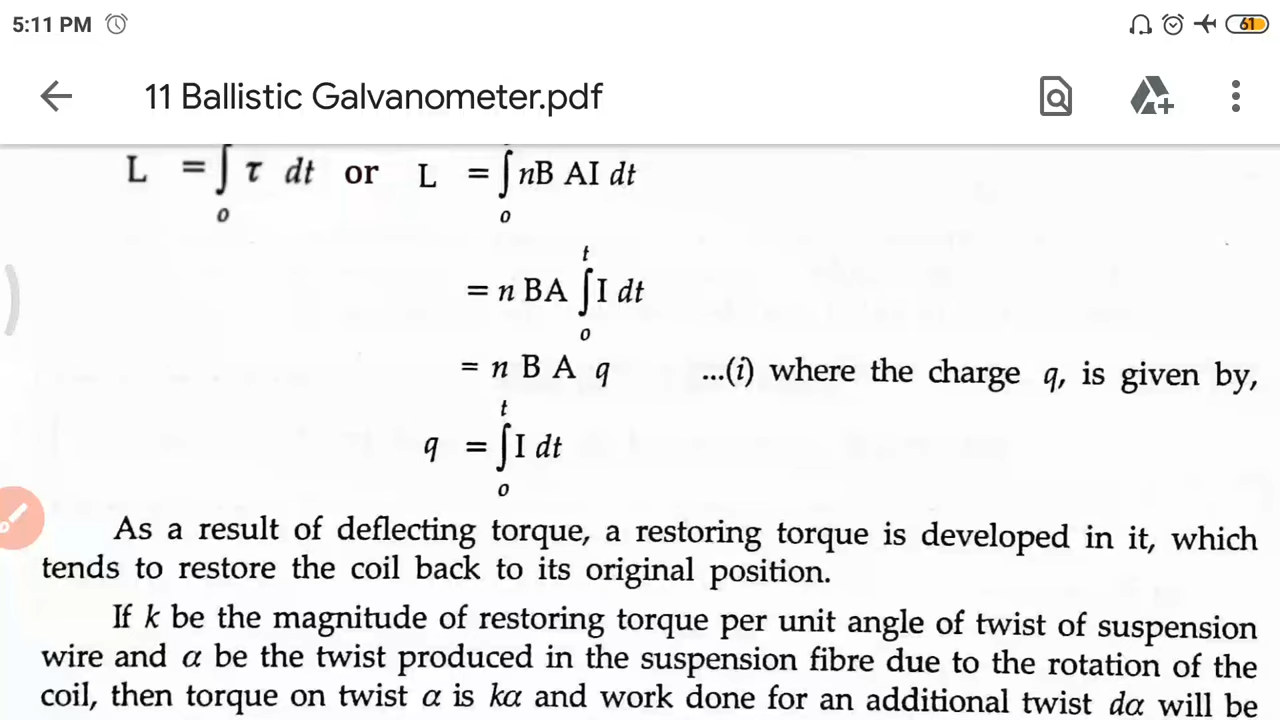 5:11 PM 61
11 Ballistic Galvanometer.pdf
L = ∫ τ dt or L = ∫ nB AI dt
o o
t
= n BA ∫ I dt
o
= n B A q ...(i) where the charge q, is given by,
t
q = ∫ I dt
o
As a result of deflecting torque, a restoring torque is developed in it, which
tends to restore the coil back to its original position.
If k be the magnitude of restoring torque per unit angle of twist of suspension
wire and α be the twist produced in the suspension fibre due to the rotation of the
coil, then torque on twist α is kα and work done for an additional twist dα will be